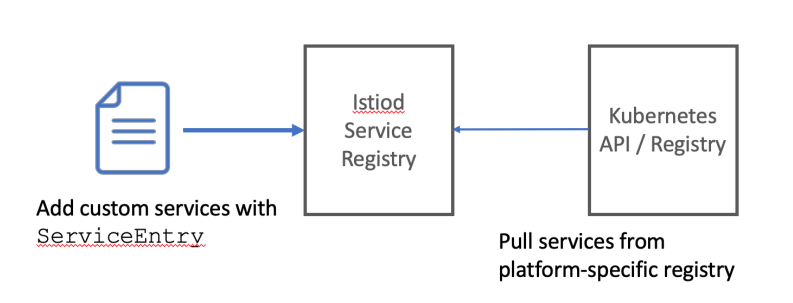 Istiod
Service
Registry
Kubernetes
API / Registry
Add custom services with
ServiceEntry
Pull services from
platform-specific registry